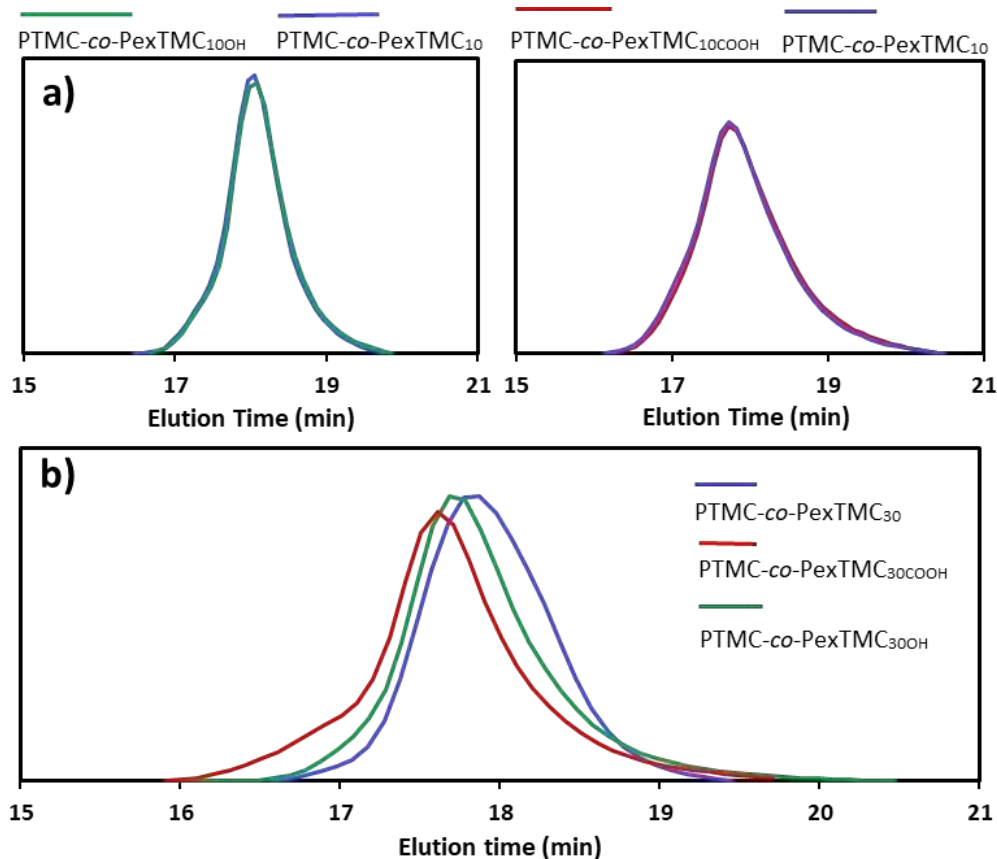 PTMC-co-PexTMC10OH PTMC-co-PexTMC10 PTMC-co-PexTMC10COOH PTMC-co-PexTMC10
a)
15 17 19 21
Elution Time (min)
15 17 19 21
Elution Time (min)
b)
PTMC-co-PexTMC30
PTMC-co-PexTMC30COOH
PTMC-co-PexTMC30OH
15 16 17 18 19 20 21
Elution time (min)